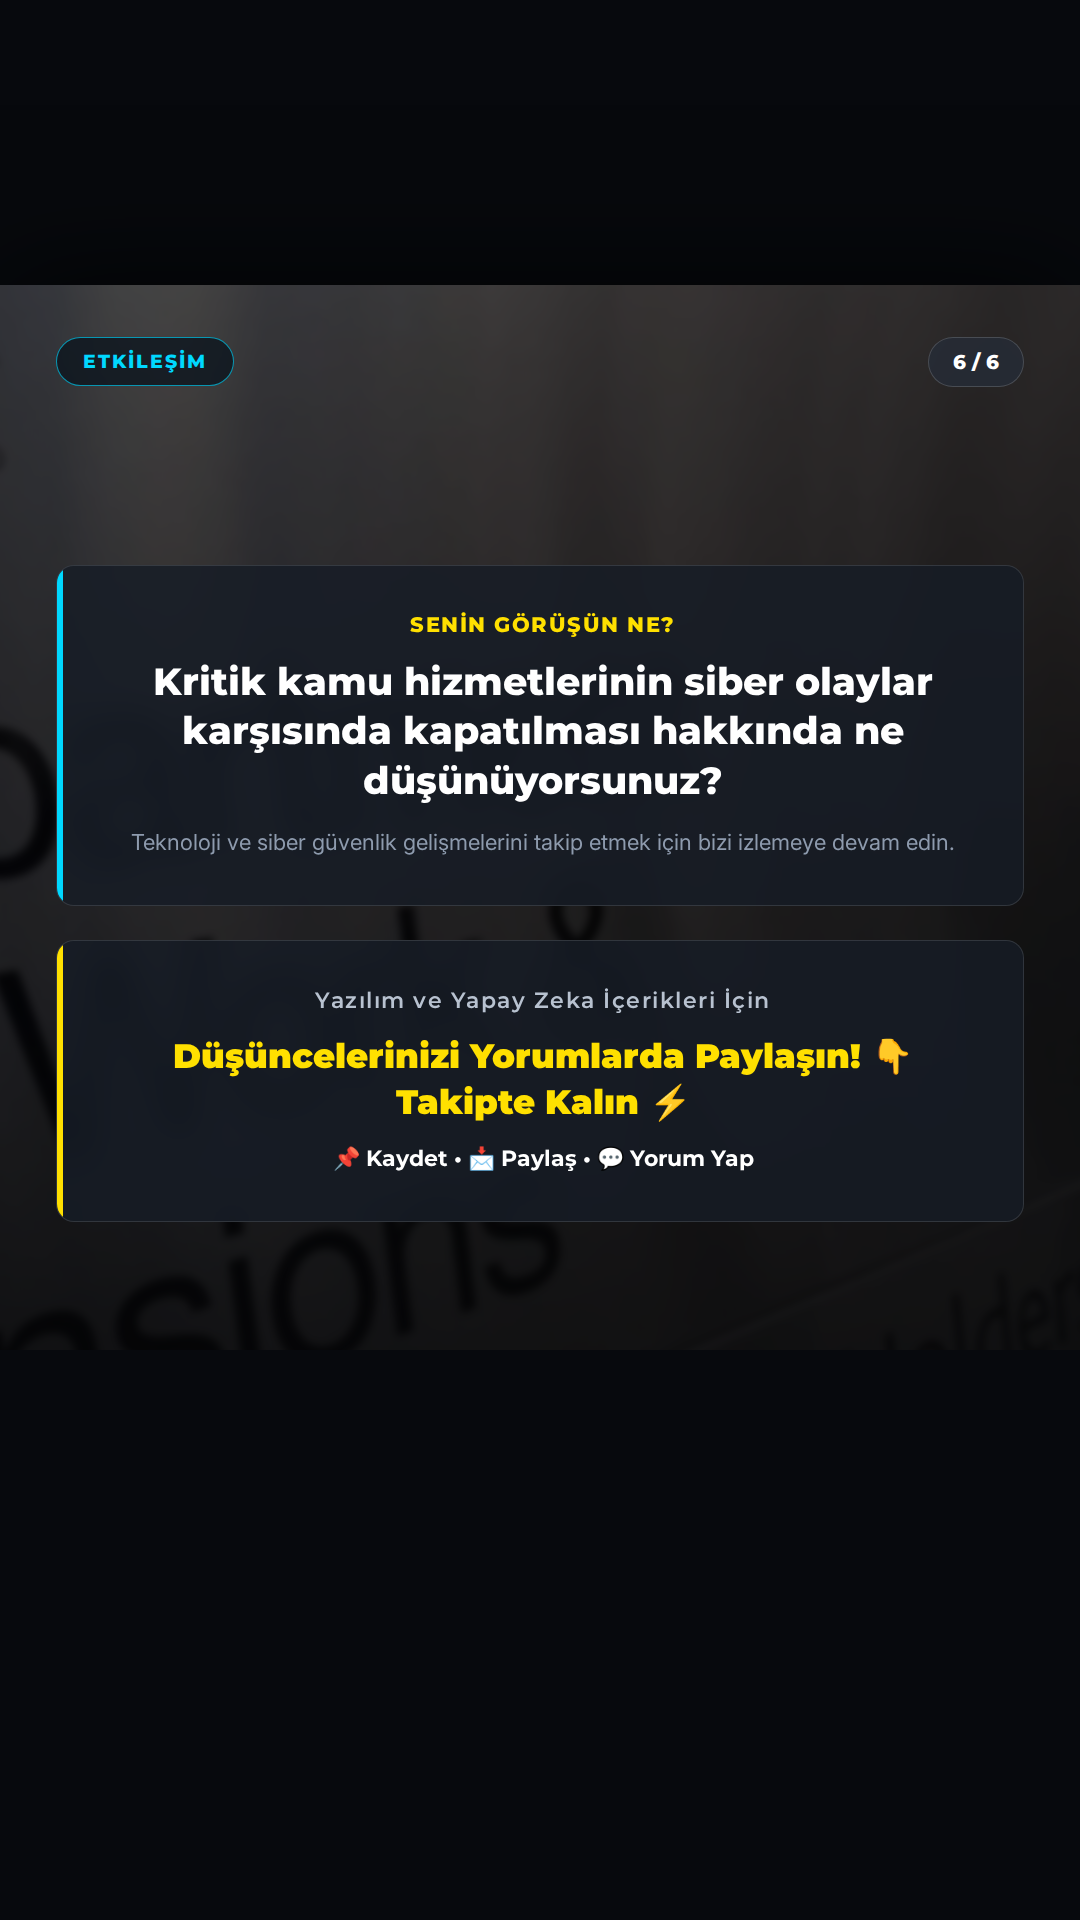 ETKİLEŞİM
6 / 6
SENİN GÖRÜŞÜN NE?
Kritik kamu hizmetlerinin siber olaylar
karşısında kapatılması hakkında ne
düşünüyorsunuz?
Teknoloji ve siber güvenlik gelişmelerini takip etmek için bizi izlemeye devam edin.
Yazılım ve Yapay Zeka İçerikleri İçin
Düşüncelerinizi Yorumlarda Paylaşın! 👇
Takipte Kalın ⚡
📌 Kaydet • 📩 Paylaş • 💬 Yorum Yap